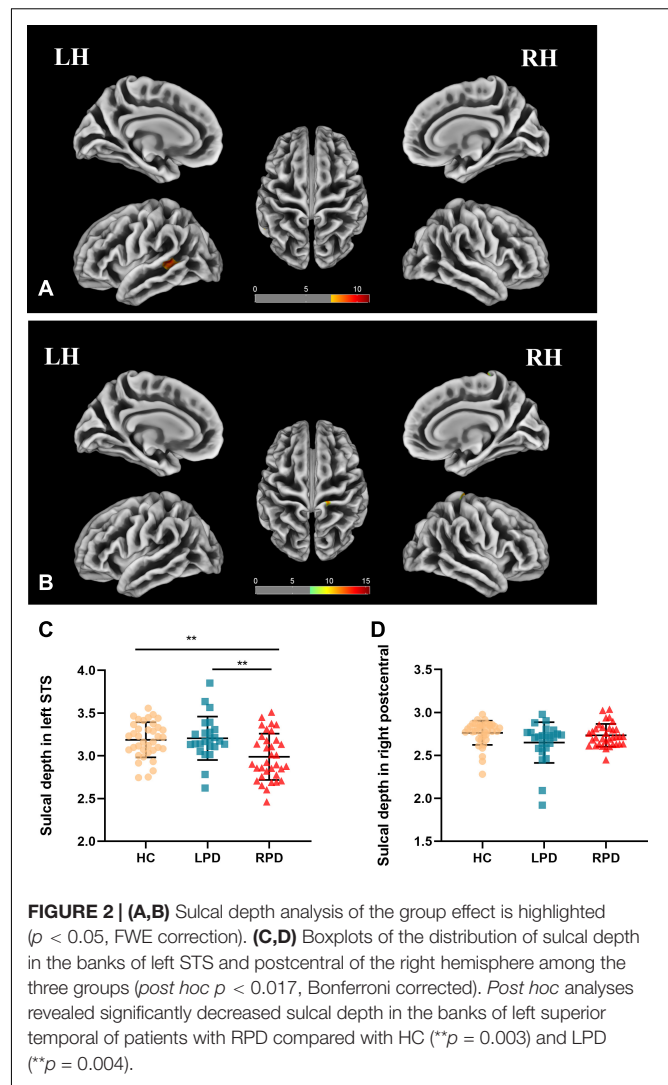 LH
RH
A
0 5 10
LH
RH
B
0 5 10 15
C
**
**
Sulcal depth in left STS
4.0
3.5
3.0
2.5
2.0
HC LPD RPD
D
Sulcal depth in right postcentral
3.5
3.0
2.5
2.0
1.5
HC LPD RPD
FIGURE 2 | (A,B) Sulcal depth analysis of the group effect is highlighted
(p < 0.05, FWE correction). (C,D) Boxplots of the distribution of sulcal depth
in the banks of left STS and postcentral of the right hemisphere among the
three groups (post hoc p < 0.017, Bonferroni corrected). Post hoc analyses
revealed significantly decreased sulcal depth in the banks of left superior
temporal of patients with RPD compared with HC (**p = 0.003) and LPD
(**p = 0.004).